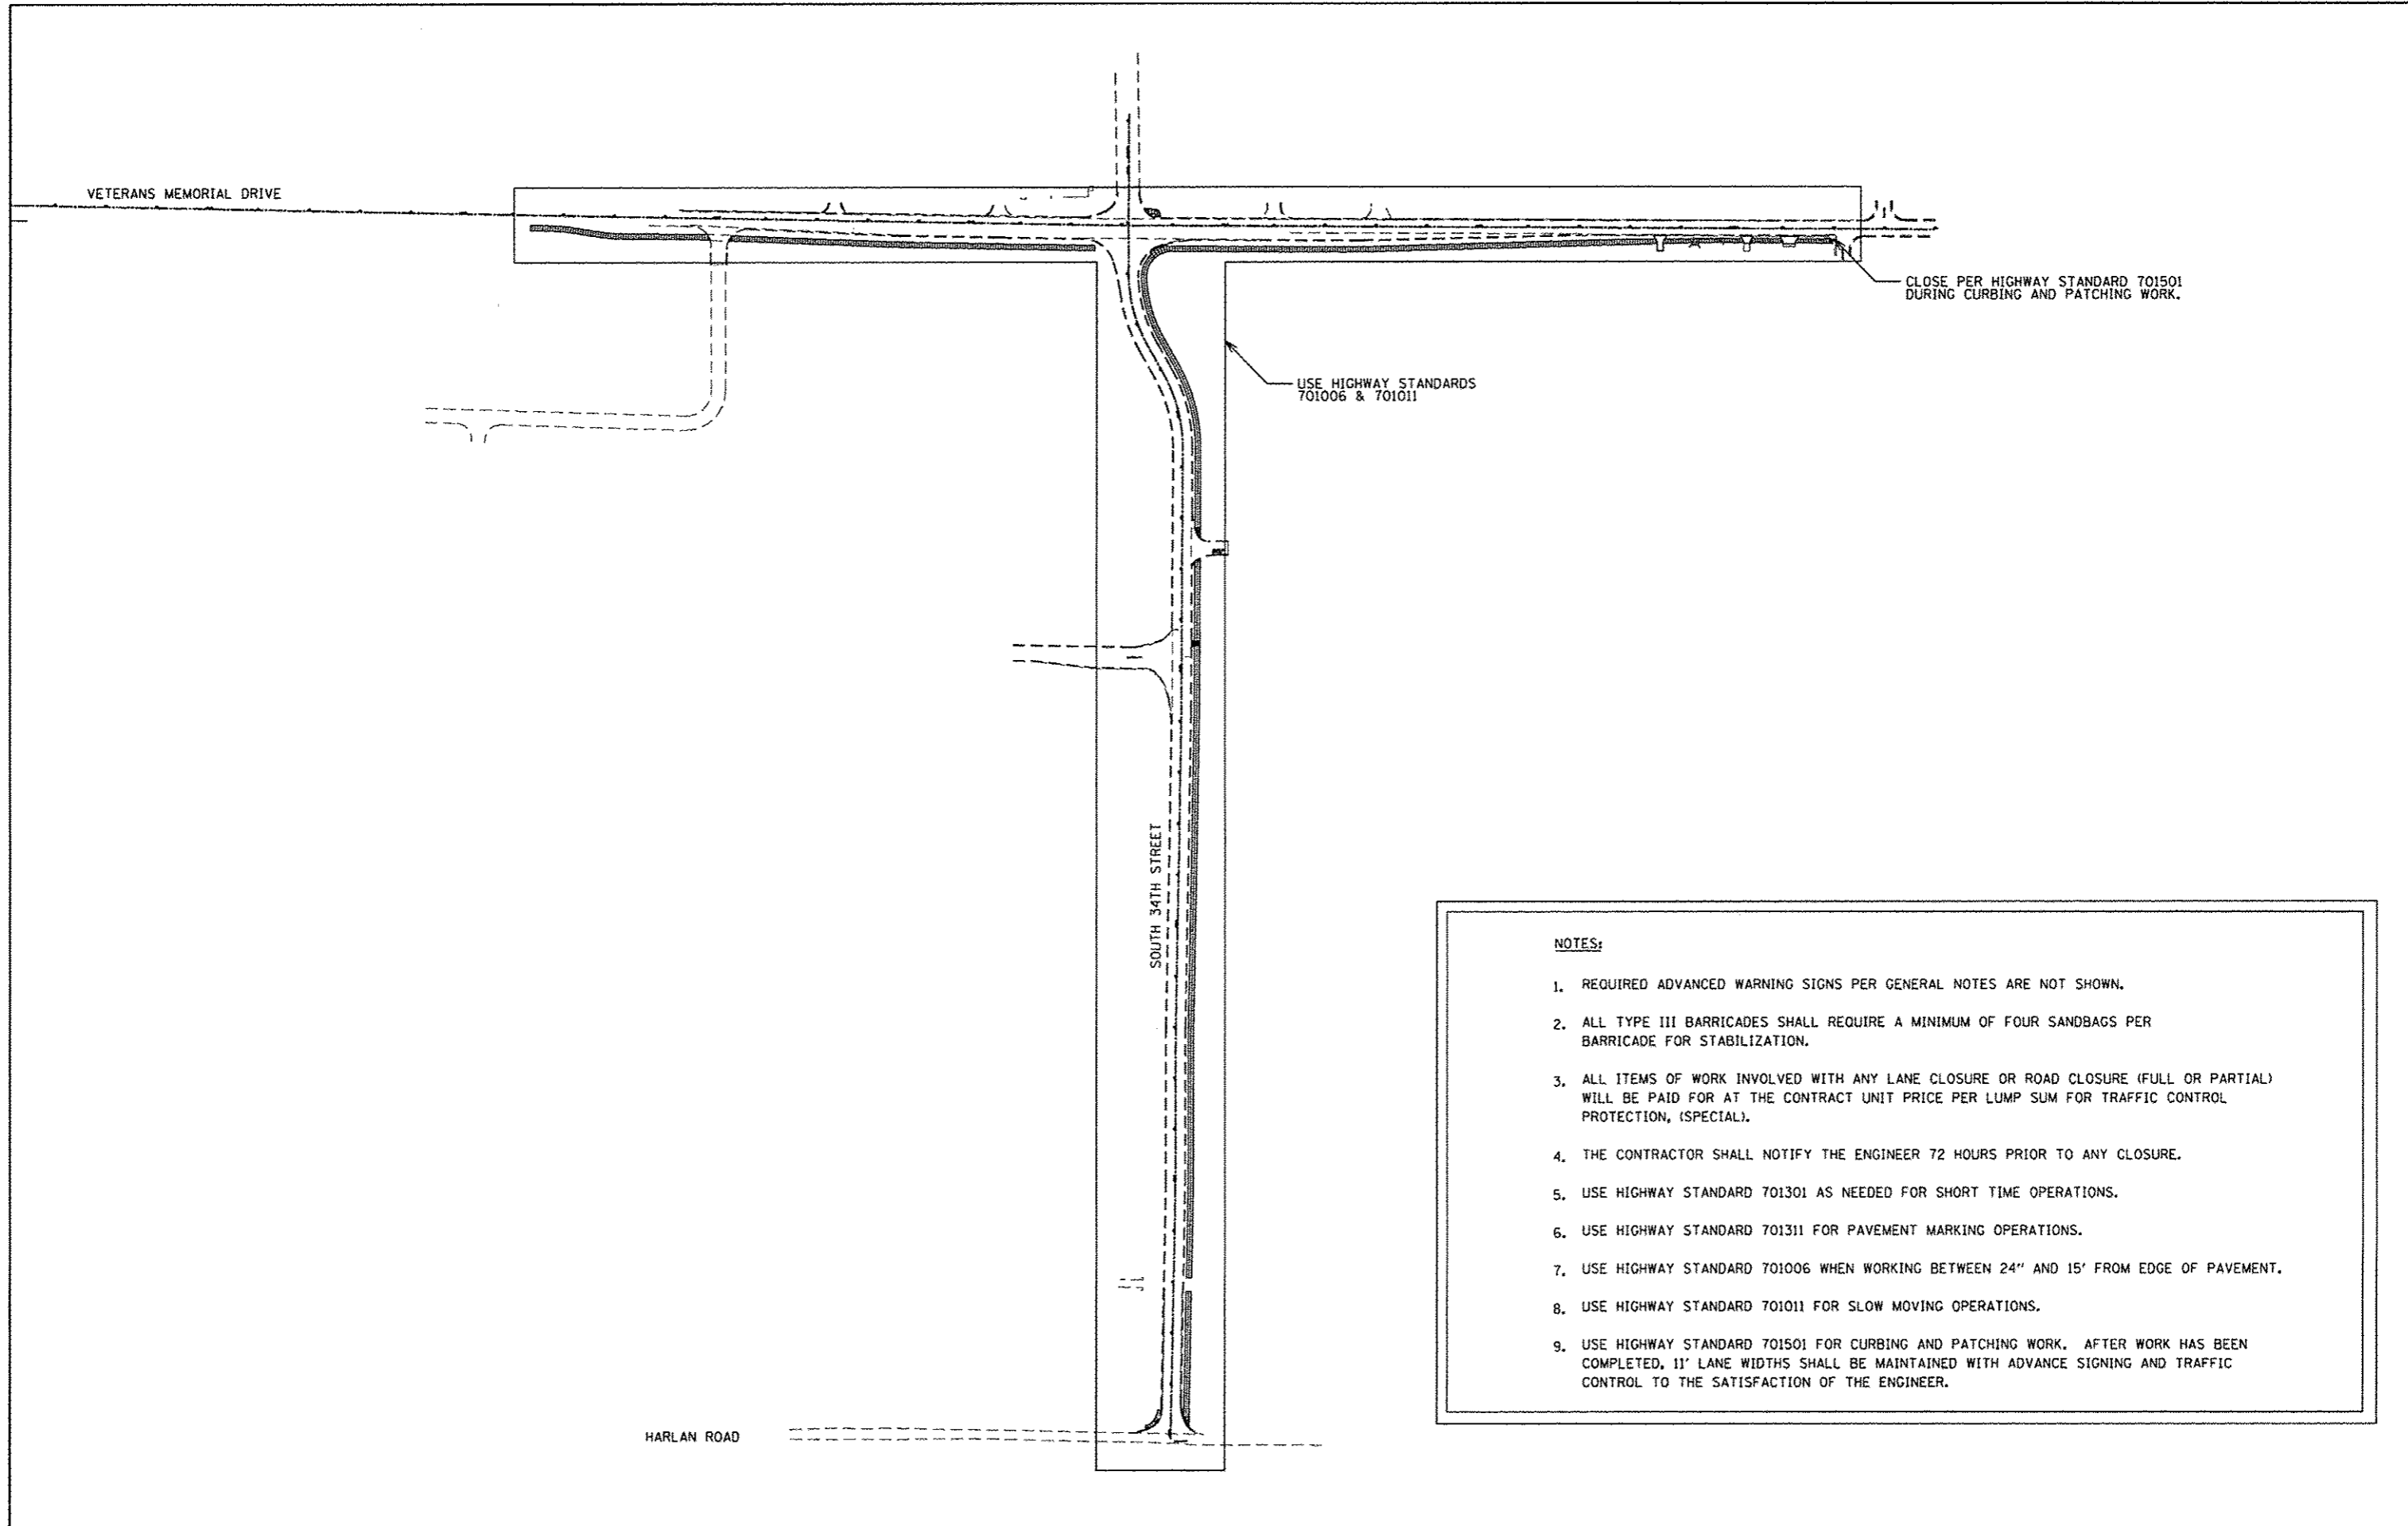 VETERANS MEMORIAL DRIVE
CLOSE PER HIGHWAY STANDARD 701501
DURING CURBING AND PATCHING WORK.
USE HIGHWAY STANDARDS
701006 & 701011
SOUTH 34TH STREET
HARLAN ROAD
NOTES:
1. REQUIRED ADVANCED WARNING SIGNS PER GENERAL NOTES ARE NOT SHOWN.
2. ALL TYPE III BARRICADES SHALL REQUIRE A MINIMUM OF FOUR SANDBAGS PER
BARRICADE FOR STABILIZATION.
3. ALL ITEMS OF WORK INVOLVED WITH ANY LANE CLOSURE OR ROAD CLOSURE (FULL OR PARTIAL)
WILL BE PAID FOR AT THE CONTRACT UNIT PRICE PER LUMP SUM FOR TRAFFIC CONTROL
PROTECTION, (SPECIAL).
4. THE CONTRACTOR SHALL NOTIFY THE ENGINEER 72 HOURS PRIOR TO ANY CLOSURE.
5. USE HIGHWAY STANDARD 701301 AS NEEDED FOR SHORT TIME OPERATIONS.
6. USE HIGHWAY STANDARD 701311 FOR PAVEMENT MARKING OPERATIONS.
7. USE HIGHWAY STANDARD 701006 WHEN WORKING BETWEEN 24" AND 15' FROM EDGE OF PAVEMENT.
8. USE HIGHWAY STANDARD 701011 FOR SLOW MOVING OPERATIONS.
9. USE HIGHWAY STANDARD 701501 FOR CURBING AND PATCHING WORK. AFTER WORK HAS BEEN
COMPLETED, 11' LANE WIDTHS SHALL BE MAINTAINED WITH ADVANCE SIGNING AND TRAFFIC
CONTROL TO THE SATISFACTION OF THE ENGINEER.